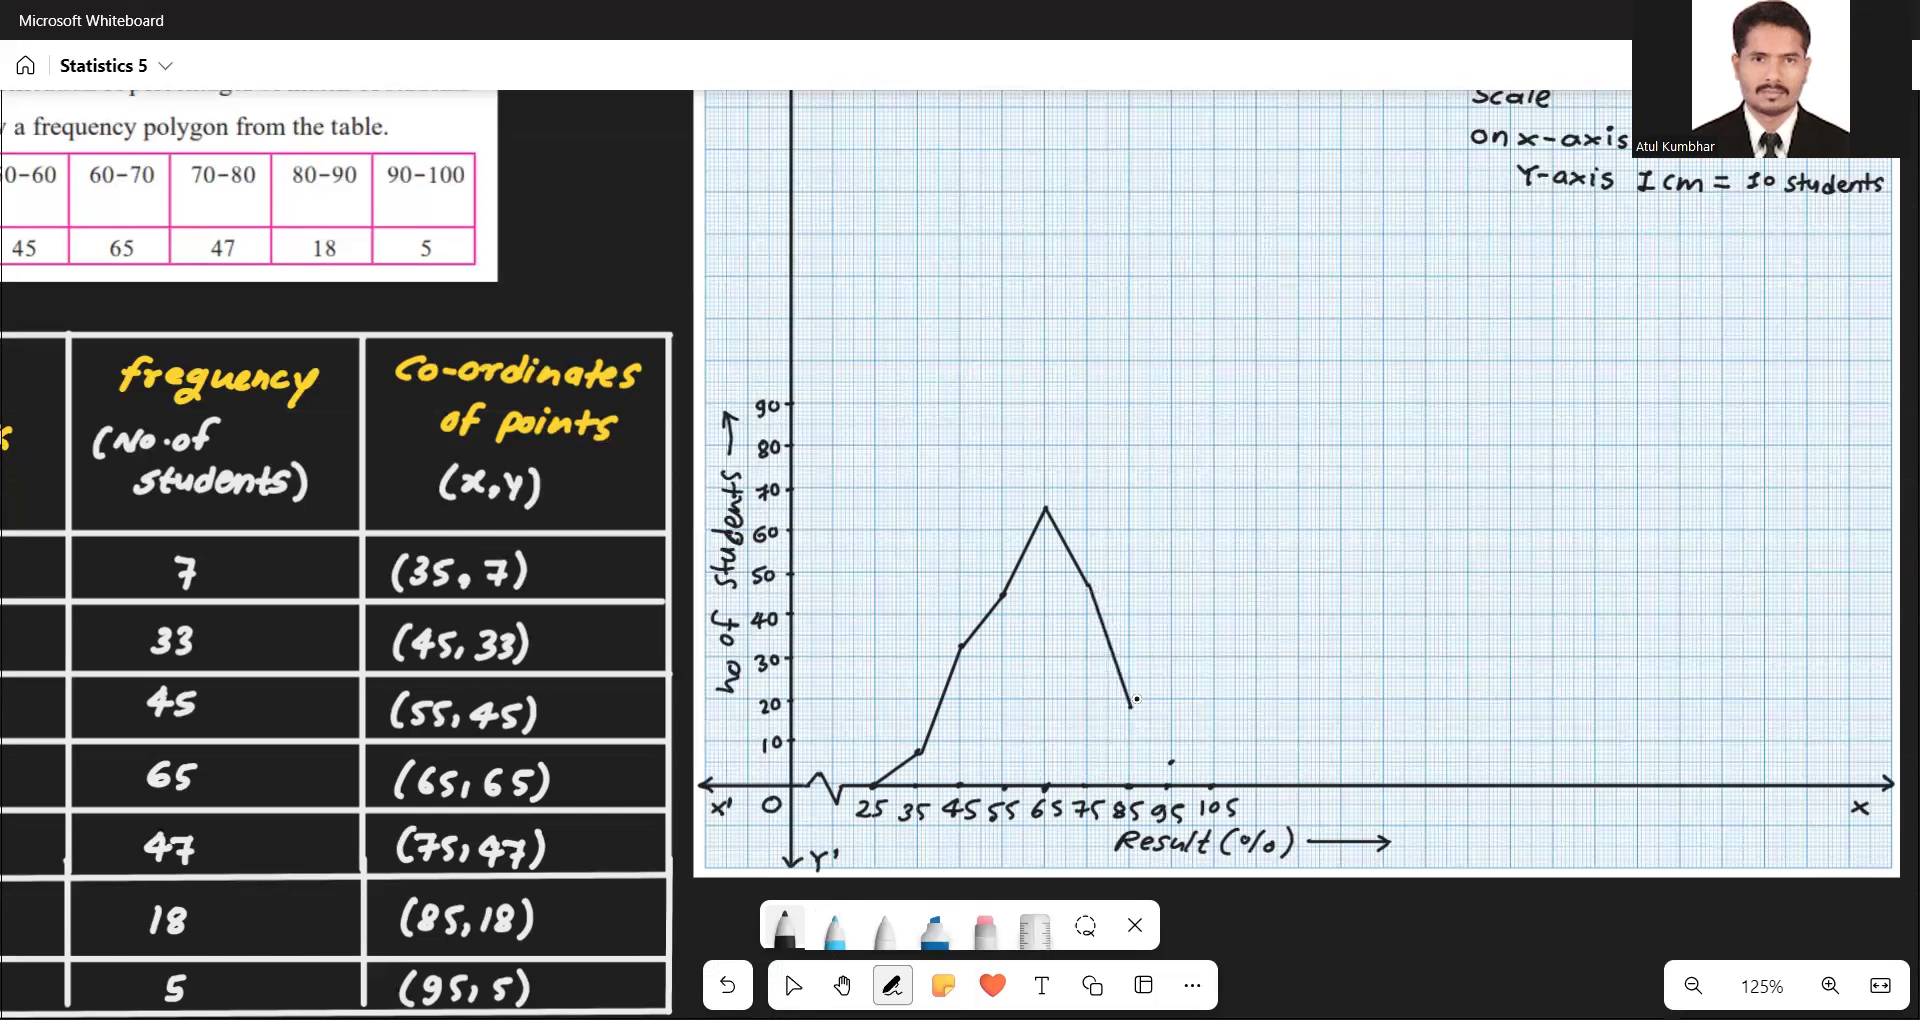 Microsoft Whiteboard
Statistics 5
a frequency polygon from the table.
0-60 60-70 70-80 80-90 90-100
45 65 47 18 5
frequency
(No. of
students)
Co-ordinates
of points
(x,y)
7 (35, 7)
33 (45, 33)
45 (55, 45)
65 (65, 65)
47 (75, 47)
18 (85, 18)
5 (95, 5)
Scale
on x-axis
Y-axis 1 cm = 10 students
Atul Kumbhar
no of students
90
80
70
60
50
40
30
20
10
x' 0 25 35 45 55 65 75 85 95 105 x
Result (%)
Y'
125%